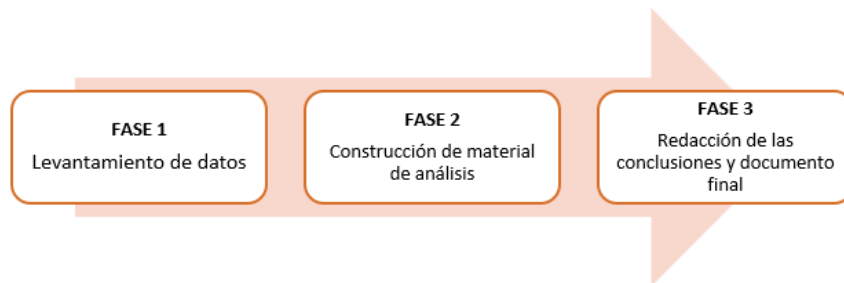 FASE 1
Levantamiento de datos
FASE 2
Construcción de material
de análisis
FASE 3
Redacción de las
conclusiones y documento
final